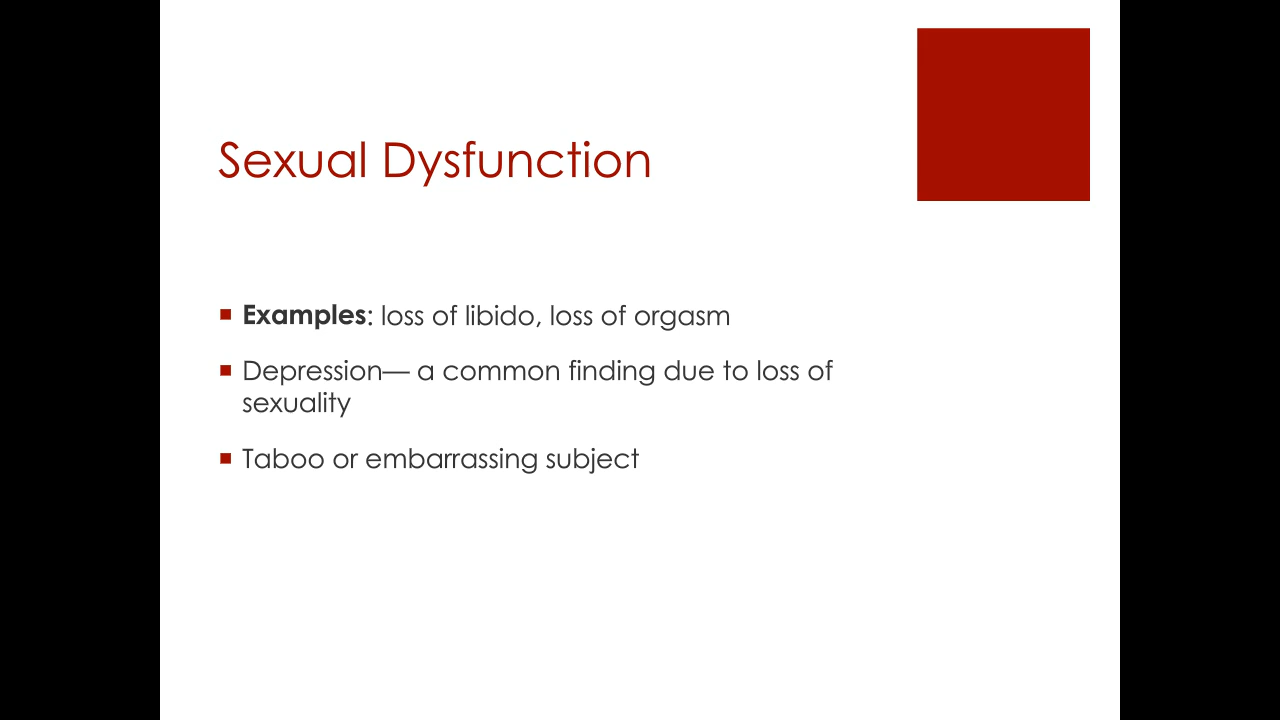 Sexual Dysfunction
Examples: loss of libido, loss of orgasm
Depression— a common finding due to loss of
sexuality
Taboo or embarrassing subject